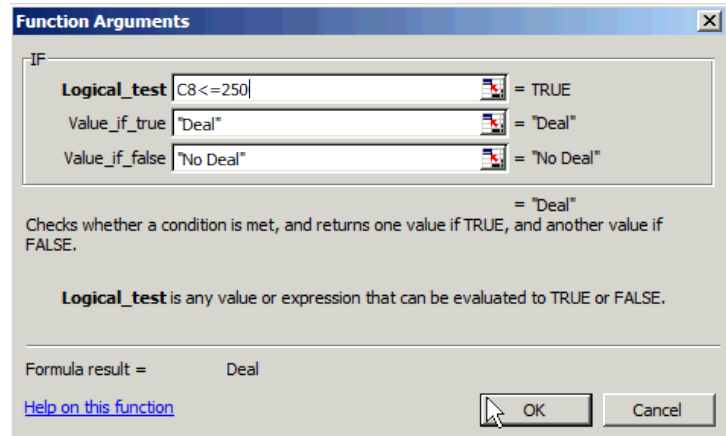 Function Arguments
IF
Logical_test C8<=250 = TRUE
Value_if_true "Deal" = "Deal"
Value_if_false "No Deal" = "No Deal"
= "Deal"
Checks whether a condition is met, and returns one value if TRUE, and another value if
FALSE.
Logical_test is any value or expression that can be evaluated to TRUE or FALSE.
Formula result = Deal
Help on this function OK Cancel